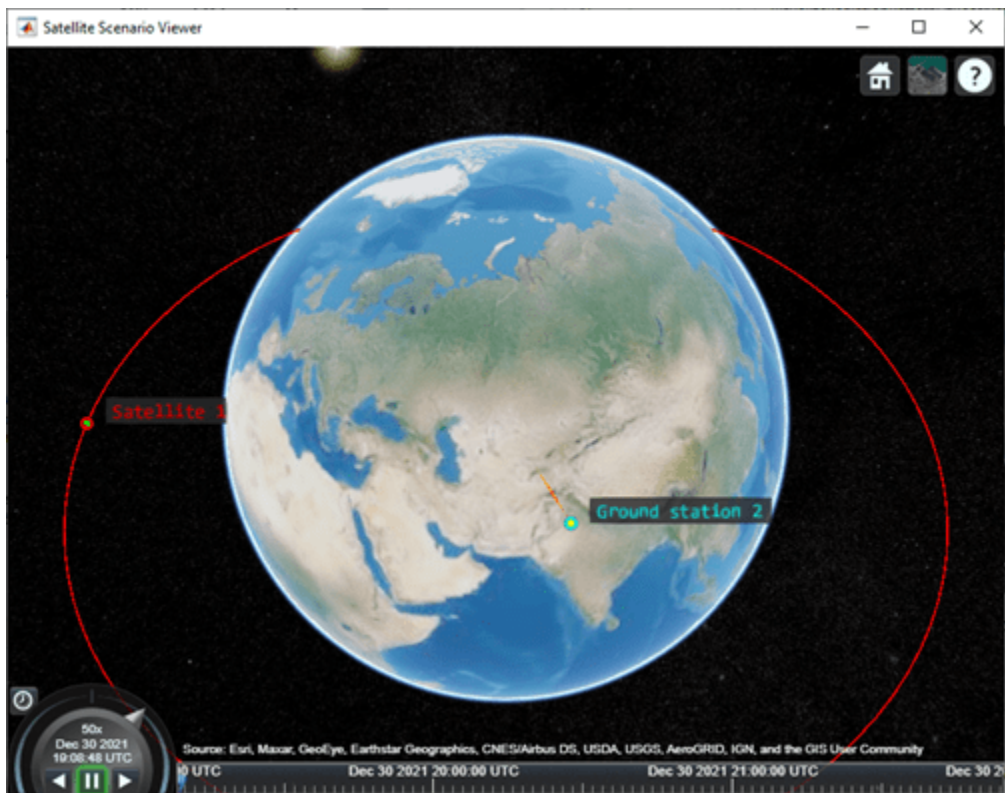 Satellite Scenario Viewer
?
Satellite 1
Ground station 2
50x
Dec 30 2021
19:08:48 UTC
Source: Esri, Maxar, GeoEye, Earthstar Geographics, CNES/Airbus DS, USDA, USGS, AeroGRID, IGN, and the GIS User Community
0 UTC
Dec 30 2021 20:00:00 UTC
Dec 30 2021 21:00:00 UTC
Dec 30 2